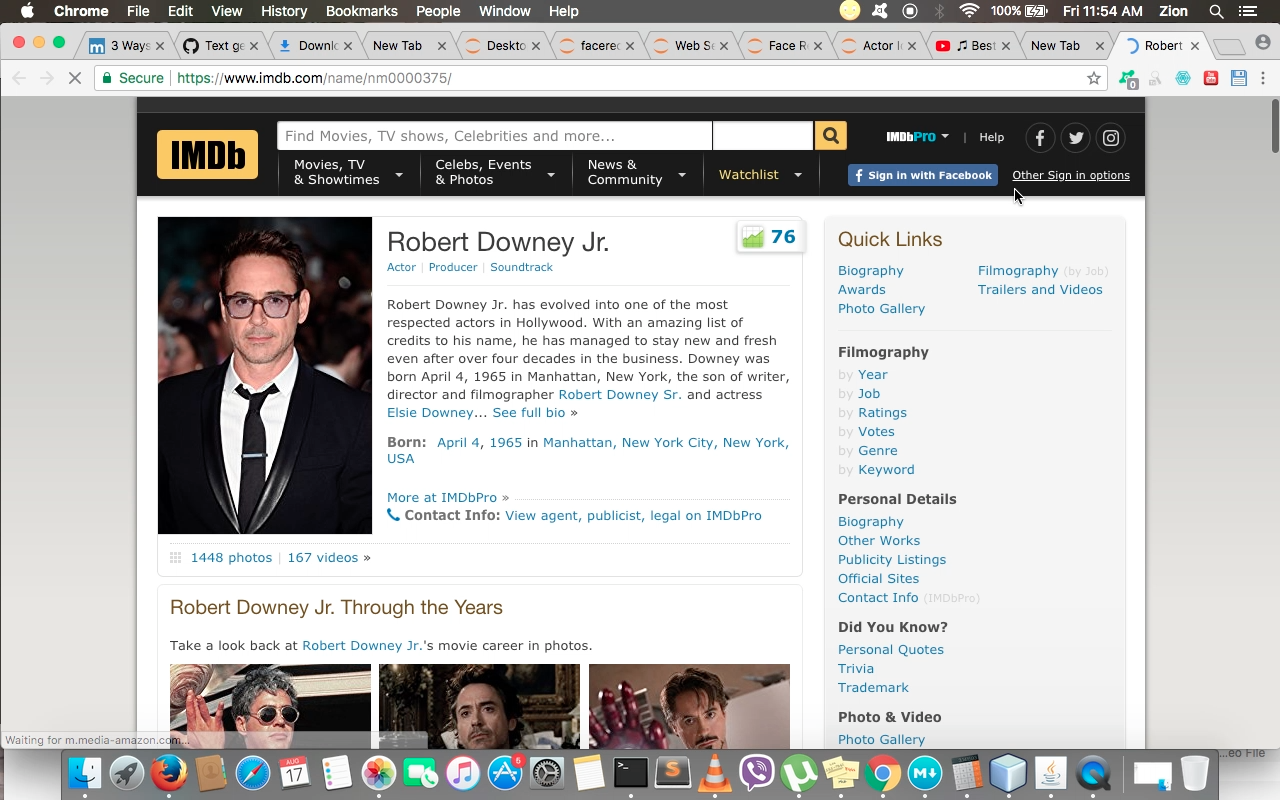 Chrome File Edit View History Bookmarks People Window Help 100% Fri 11:54 AM Zion
3 Ways Text ge Downlo New Tab Deskto facerec Web Se Face Re Actor Io Best New Tab Robert
Secure https://www.imdb.com/name/nm0000375/
0
IMDb
Find Movies, TV shows, Celebrities and more...
IMDbPro | Help
Movies, TV
& Showtimes
Celebs, Events
& Photos
News &
Community
Watchlist
Sign in with Facebook
Other Sign in options
Robert Downey Jr.
76
Actor | Producer | Soundtrack
Robert Downey Jr. has evolved into one of the most
respected actors in Hollywood. With an amazing list of
credits to his name, he has managed to stay new and fresh
even after over four decades in the business. Downey was
born April 4, 1965 in Manhattan, New York, the son of writer,
director and filmographer Robert Downey Sr. and actress
Elsie Downey... See full bio »
Born: April 4, 1965 in Manhattan, New York City, New York,
USA
More at IMDbPro »
Contact Info: View agent, publicist, legal on IMDbPro
1448 photos | 167 videos »
Robert Downey Jr. Through the Years
Take a look back at Robert Downey Jr.'s movie career in photos.
Quick Links
Biography Filmography (by Job)
Awards Trailers and Videos
Photo Gallery
Filmography
by Year
by Job
by Ratings
by Votes
by Genre
by Keyword
Personal Details
Biography
Other Works
Publicity Listings
Official Sites
Contact Info (IMDbPro)
Did You Know?
Personal Quotes
Trivia
Trademark
Photo & Video
Photo Gallery
Waiting for m.media-amazon.com...
...eo File
AUG
17
6